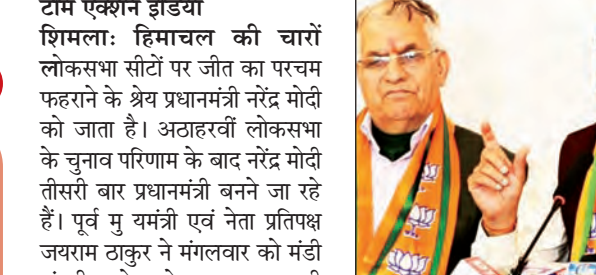 टीम एक्शन इंडिया
शिमलाः हिमाचल की चारों
लोकसभा सीटों पर जीत का परचम
फहराने के श्रेय प्रधानमंत्री नरेंद्र मोदी
को जाता है। अठाहरवीं लोकसभा
के चुनाव परिणाम के बाद नरेंद्र मोदी
तीसरी बार प्रधानमंत्री बनने जा रहे
हैं। पूर्व मु यमंत्री एवं नेता प्रतिपक्ष
जयराम ठाकुर ने मंगलवार को मंडी